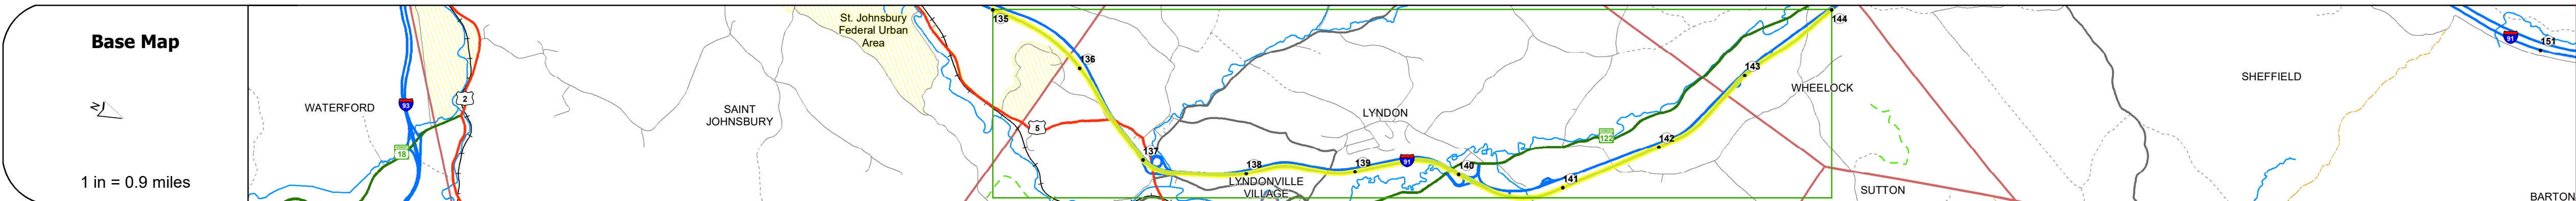 Base Map
N
1 in = 0.9 miles
WATERFORD
93
18
2
SAINT
JOHNSBURY
St. Johnsbury
Federal Urban
Area
5
135
136
137
138
LYNDONVILLE
VILLAGE
139
LYNDON
91
140
141
122
142
143
144
WHEELOCK
SUTTON
SHEFFIELD
91
151
BARTON